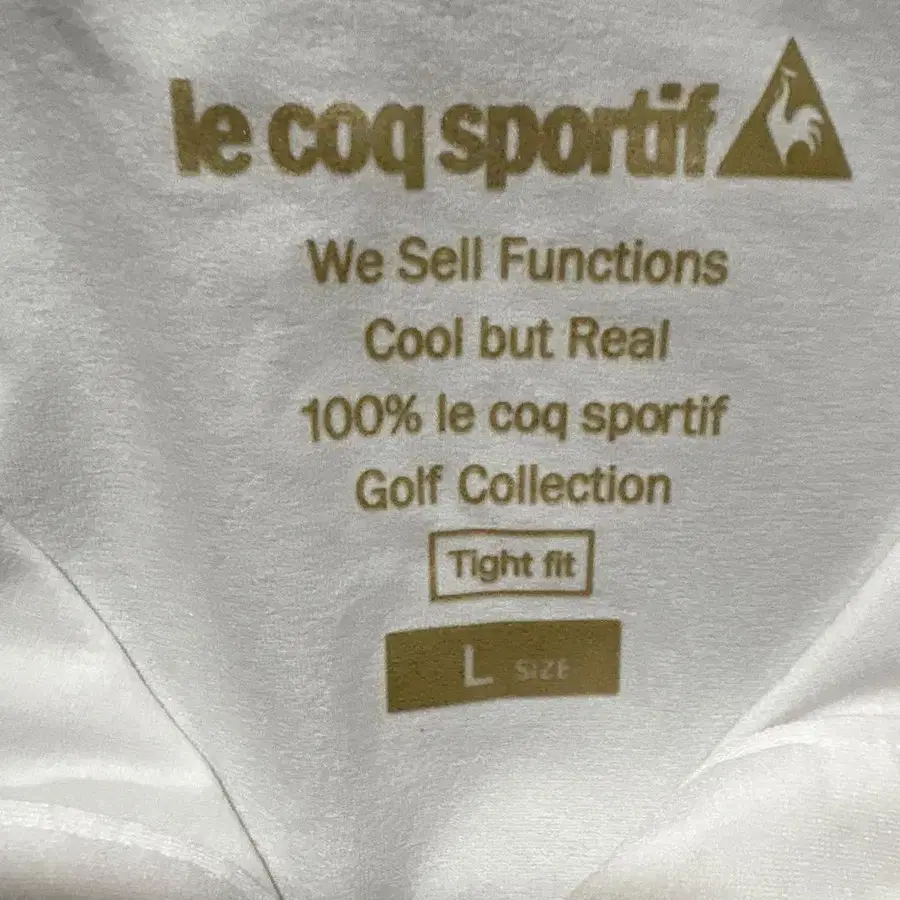 le coq sportif
We Sell Functions
Cool but Real
100% le coq sportif
Golf Collection
Tight fit
L SIZE